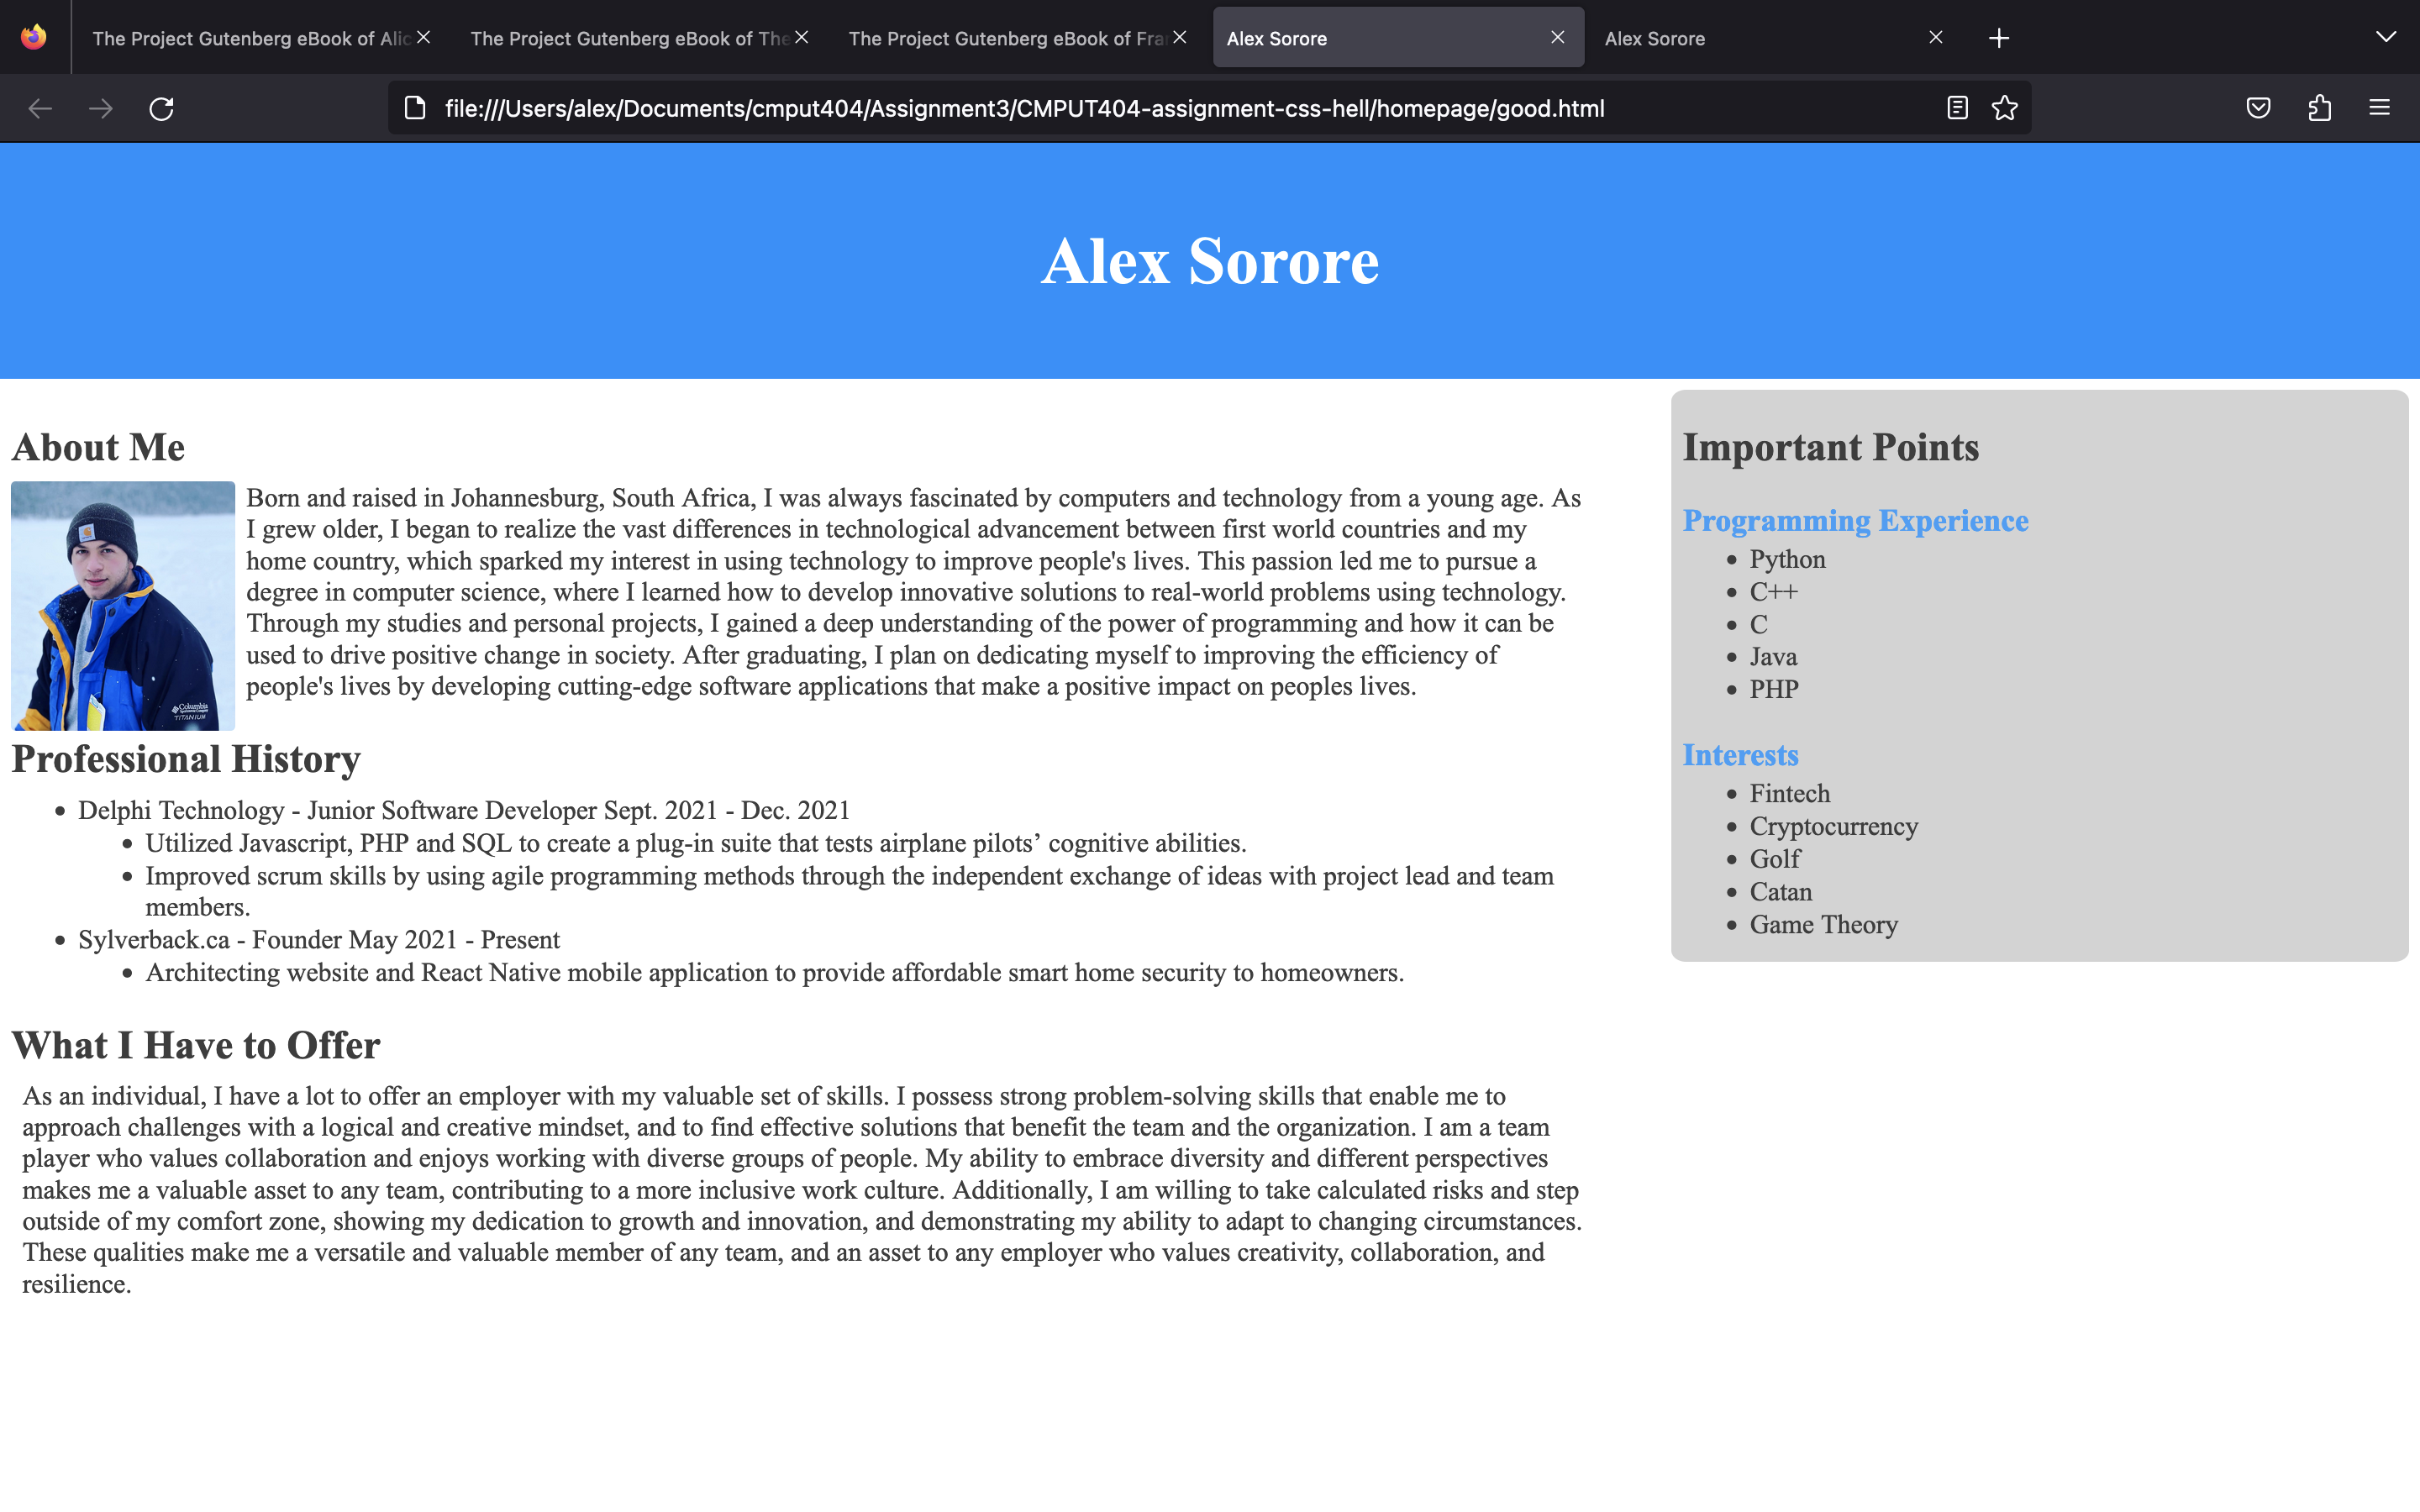 The Project Gutenberg eBook of Alic
The Project Gutenberg eBook of The
The Project Gutenberg eBook of Fra
Alex Sorore
Alex Sorore
file:///Users/alex/Documents/cmput404/Assignment3/CMPUT404-assignment-css-hell/homepage/good.html
Alex Sorore
About Me
Born and raised in Johannesburg, South Africa, I was always fascinated by computers and technology from a young age. As
I grew older, I began to realize the vast differences in technological advancement between first world countries and my
home country, which sparked my interest in using technology to improve people's lives. This passion led me to pursue a
degree in computer science, where I learned how to develop innovative solutions to real-world problems using technology.
Through my studies and personal projects, I gained a deep understanding of the power of programming and how it can be
used to drive positive change in society. After graduating, I plan on dedicating myself to improving the efficiency of
people's lives by developing cutting-edge software applications that make a positive impact on peoples lives.
Columbia
TITANIUM
Professional History
• Delphi Technology - Junior Software Developer Sept. 2021 - Dec. 2021
• Utilized Javascript, PHP and SQL to create a plug-in suite that tests airplane pilots’ cognitive abilities.
• Improved scrum skills by using agile programming methods through the independent exchange of ideas with project lead and team
members.
• Sylverback.ca - Founder May 2021 - Present
• Architecting website and React Native mobile application to provide affordable smart home security to homeowners.
What I Have to Offer
As an individual, I have a lot to offer an employer with my valuable set of skills. I possess strong problem-solving skills that enable me to
approach challenges with a logical and creative mindset, and to find effective solutions that benefit the team and the organization. I am a team
player who values collaboration and enjoys working with diverse groups of people. My ability to embrace diversity and different perspectives
makes me a valuable asset to any team, contributing to a more inclusive work culture. Additionally, I am willing to take calculated risks and step
outside of my comfort zone, showing my dedication to growth and innovation, and demonstrating my ability to adapt to changing circumstances.
These qualities make me a versatile and valuable member of any team, and an asset to any employer who values creativity, collaboration, and
resilience.
Important Points
Programming Experience
• Python
• C++
• C
• Java
• PHP
Interests
• Fintech
• Cryptocurrency
• Golf
• Catan
• Game Theory